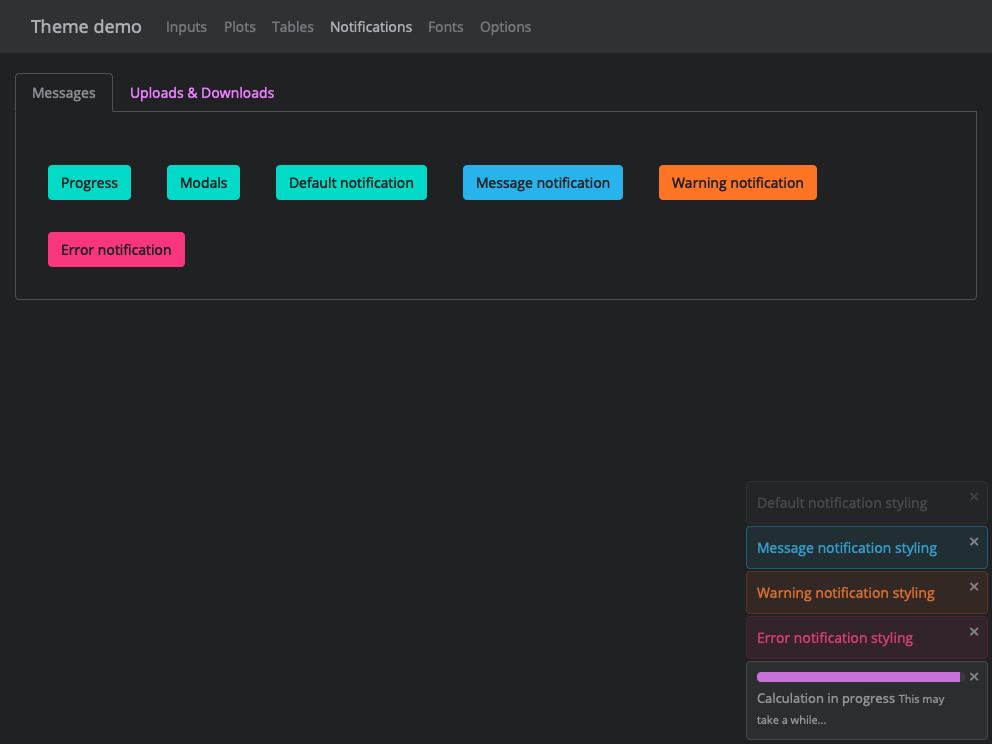 Theme demo Inputs Plots Tables Notifications Fonts Options
Messages Uploads & Downloads
Progress Modals Default notification Message notification Warning notification
Error notification
Default notification styling ×
Message notification styling ×
Warning notification styling ×
Error notification styling ×
×
Calculation in progress This may
take a while...